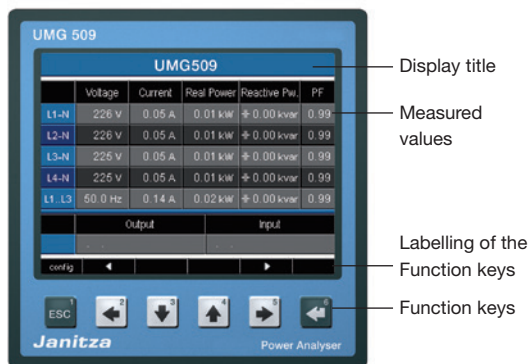 UMG 509
UMG509
Display title
Voltage Current Real Power Reactive Pw. PF
L1-N 226 V 0.05 A 0.01 kW ⏛ 0.00 kvar 0.99
Measured
values
L2-N 226 V 0.05 A 0.01 kW ⏛ 0.00 kvar 0.99
L3-N 225 V 0.05 A 0.01 kW ⏛ 0.00 kvar 0.99
L4-N 225 V 0.05 A 0.01 kW ⏛ 0.00 kvar 0.99
L1..L3 50.0 Hz 0.14 A 0.02 kW ⏛ 0.00 kvar 0.99
Output Input
Labelling of the
Function keys
config ◀ ▶
ESC 1 2 3 4 5 6
Function keys
Janitza Power Analyser